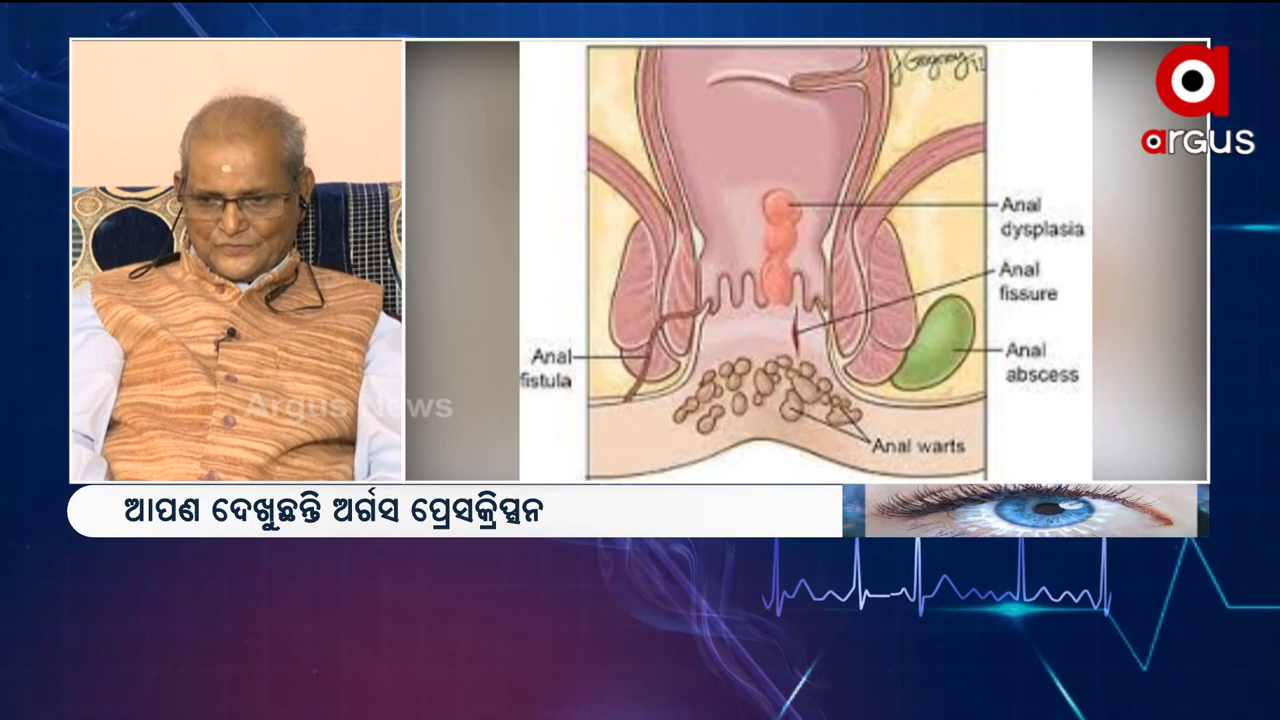 argus
Anal
dysplasia
Anal
fissure
Anal
abscess
Anal
fistula
Anal warts
Argus News
ଆପଣ ଦେଖୁଛନ୍ତି ଅର୍ଗସ ପ୍ରେସକ୍ରିପ୍ସନ